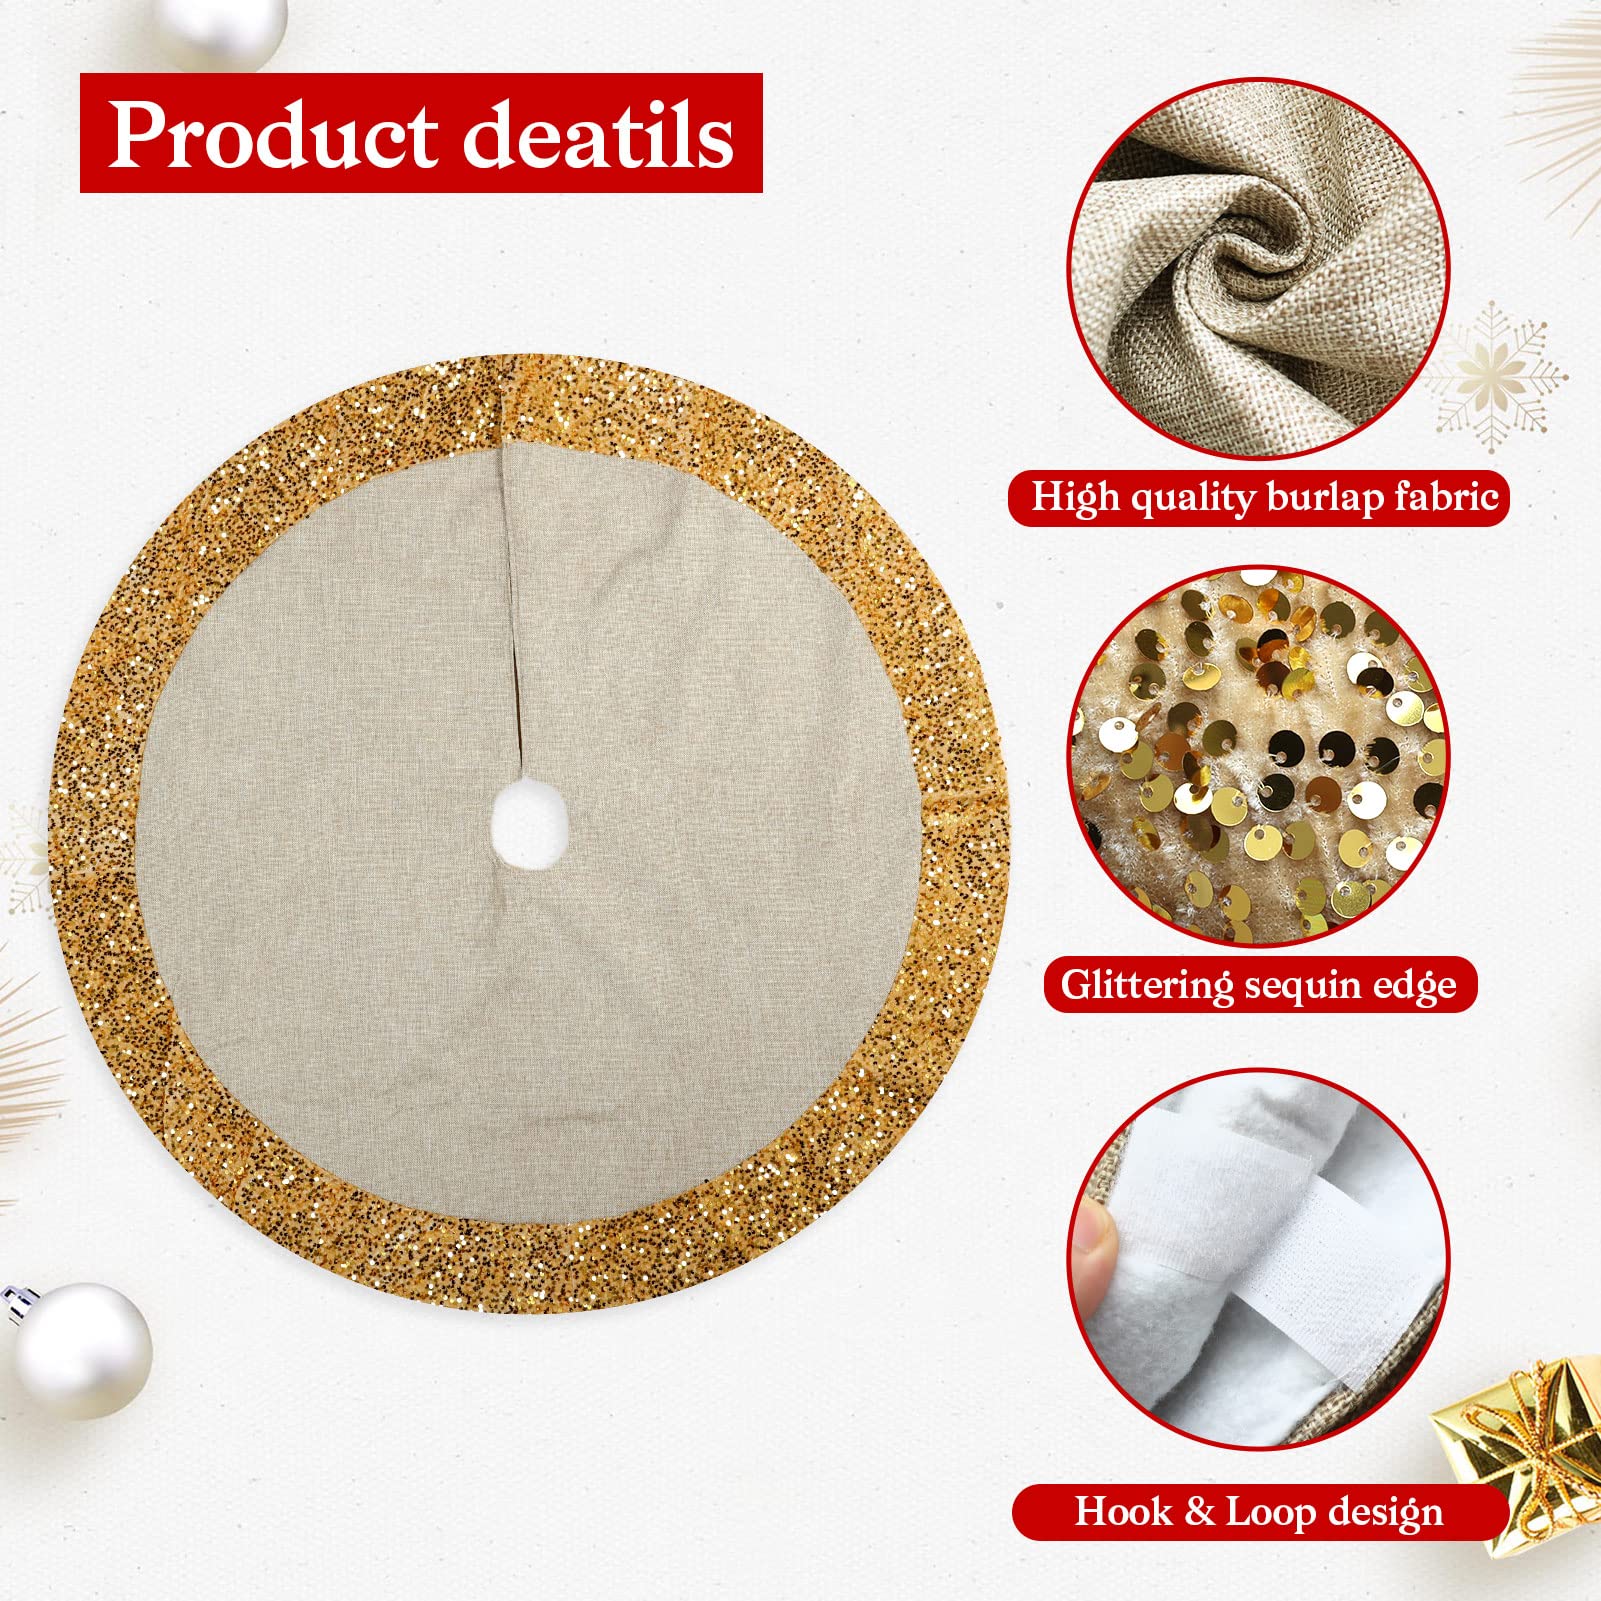 Product deatils
High quality burlap fabric
Glittering sequin edge
Hook & Loop design